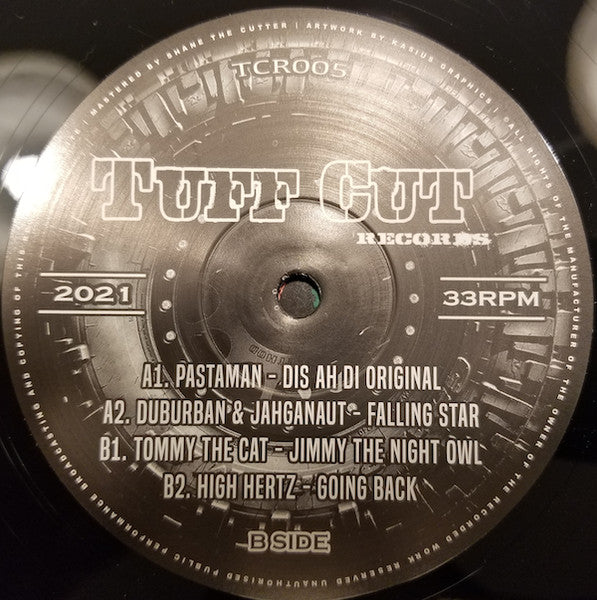 MASTERED BY SHANE THE CUTTER | ARTWORK BY KASIUS GRAPHICS | ©ALL RIGHTS OF THE MANUFACTURER OF THE OWNER OF THE RECORDED WORK RESERVED UNAUTHORISED PUBLIC PERFORMANCE BROADCASTING AND COPYING OF THIS
TCR005
TUFF CUT
RECORDS
2021
33RPM
A1. PASTAMAN - DIS AH DI ORIGINAL
A2. DUBURBAN & JAHGANAUT - FALLING STAR
B1. TOMMY THE CAT - JIMMY THE NIGHT OWL
B2. HIGH HERTZ - GOING BACK
B SIDE